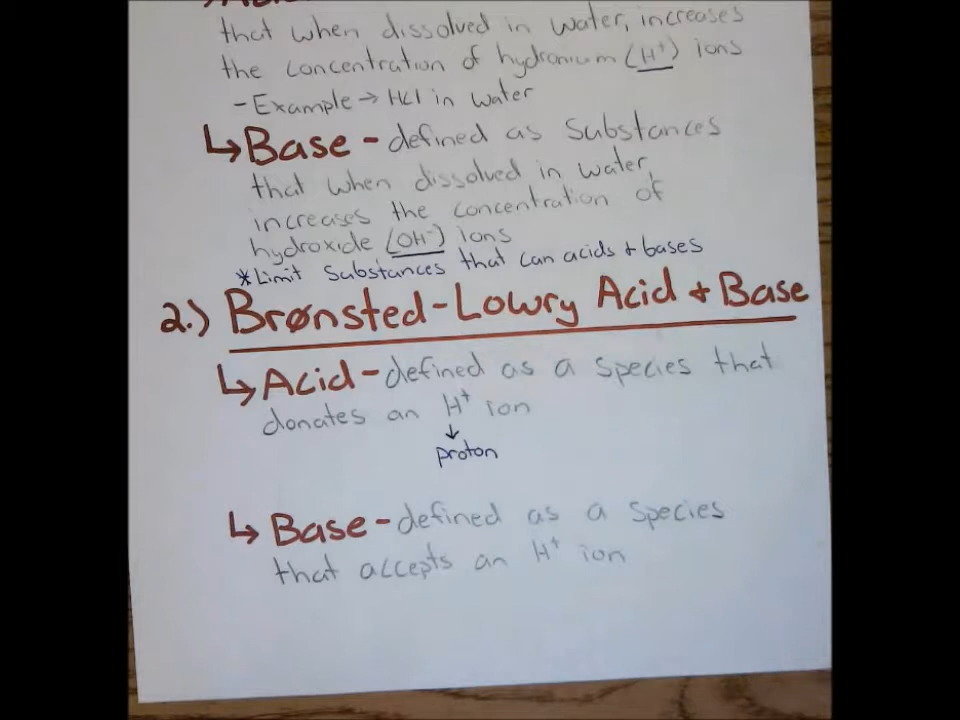 that when dissolved in water, increases
the concentration of hydronium (H⁺) ions
- Example → HCl in water
↳ Base - defined as substances
that when dissolved in water,
increases the concentration of
hydroxide (OH⁻) ions
*Limit substances that can acids + bases
2.) Brønsted-Lowry Acid + Base
↳ Acid - defined as a species that
donates an H⁺ ion
↓
proton
↳ Base - defined as a species
that accepts an H⁺ ion